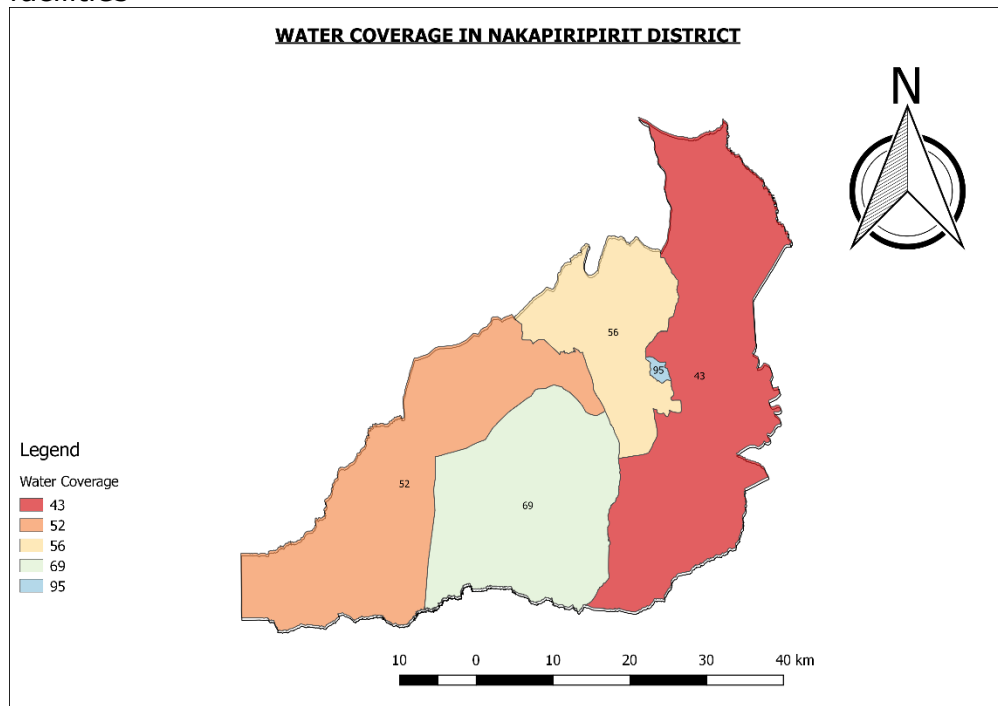 facilities
WATER COVERAGE IN NAKAPIRIPIRIT DISTRICT
N
56
95
43
52
69
Legend
Water Coverage
43
52
56
69
95
10 0 10 20 30 40 km